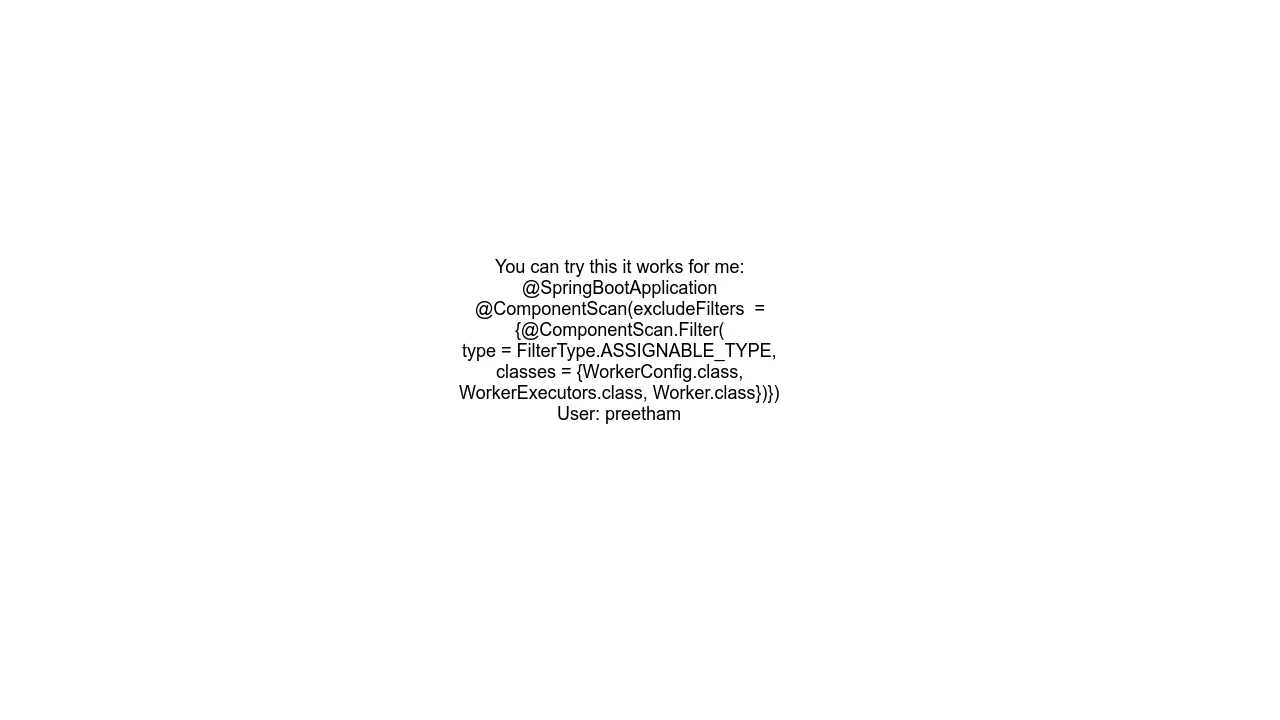 You can try this it works for me:
@SpringBootApplication
@ComponentScan(excludeFilters  =
{@ComponentScan.Filter(
type = FilterType.ASSIGNABLE_TYPE,
classes = {WorkerConfig.class,
WorkerExecutors.class, Worker.class})})
User: preetham